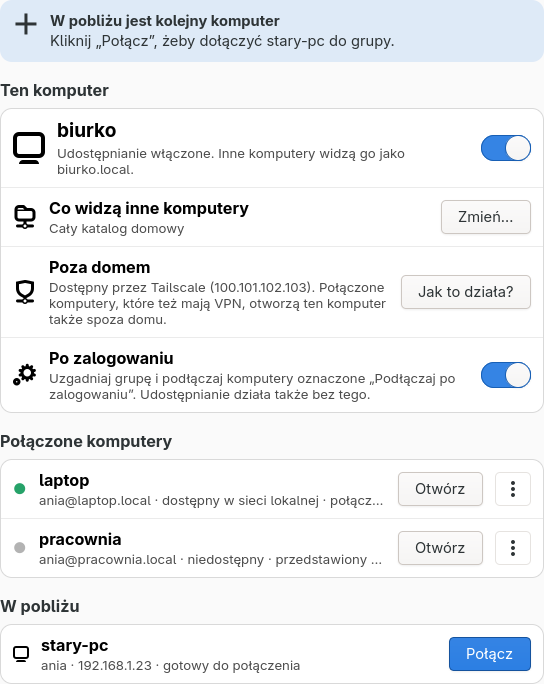 W pobliżu jest kolejny komputer
Kliknij „Połącz”, żeby dołączyć stary-pc do grupy.
Ten komputer
biurko
Udostępnianie włączone. Inne komputery widzą go jako
biurko.local.
Co widzą inne komputery
Cały katalog domowy
Zmień...
Poza domem
Dostępny przez Tailscale (100.101.102.103). Połączone
komputery, które też mają VPN, otworzą ten komputer
także spoza domu.
Jak to działa?
Po zalogowaniu
Uzgadniaj grupę i podłączaj komputery oznaczone „Podłączaj po
zalogowaniu”. Udostępnianie działa także bez tego.
Połączone komputery
laptop
ania@laptop.local · dostępny w sieci lokalnej · połącz...
Otwórz
pracownia
ania@pracownia.local · niedostępny · przedstawiony ...
Otwórz
W pobliżu
stary-pc
ania · 192.168.1.23 · gotowy do połączenia
Połącz